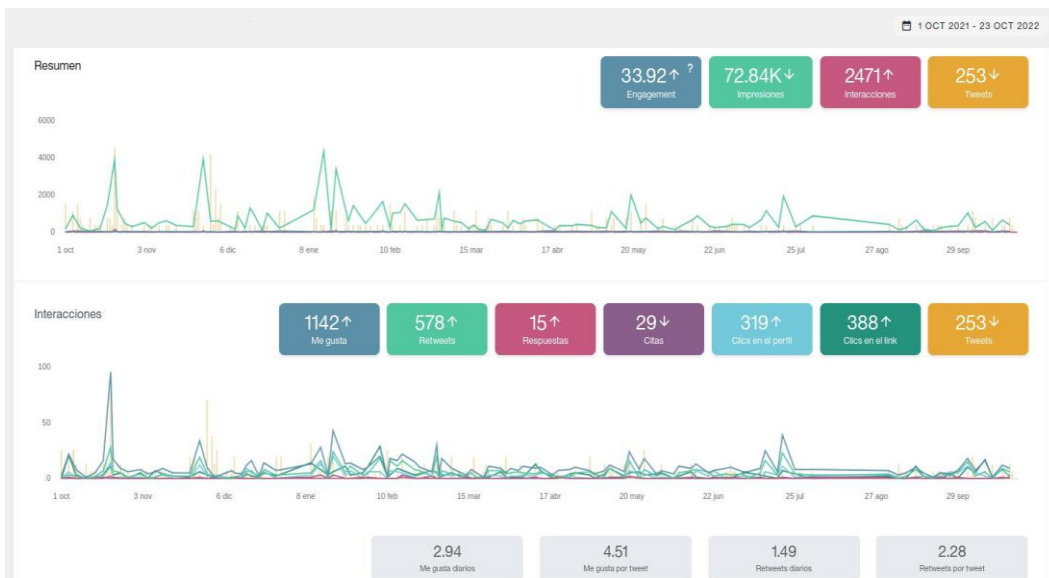 1 OCT 2021 - 23 OCT 2022
Resumen
33.92↑ ?
Engagement
72.84K↓
Impresiones
2471↑
Interacciones
253↓
Tweets
6000
4000
2000
0
1 oct 3 nov 6 dic 8 ene 10 feb 15 mar 17 abr 20 may 22 jun 25 jul 27 ago 29 sep
Interacciones
1142↑
Me gusta
578↑
Retweets
15↑
Respuestas
29↓
Citas
319↑
Clics en el perfil
388↑
Clics en el link
253↓
Tweets
100
50
0
1 oct 3 nov 6 dic 8 ene 10 feb 15 mar 17 abr 20 may 22 jun 25 jul 27 ago 29 sep
2.94
Me gusta diarios
4.51
Me gusta por tweet
1.49
Retweets diarios
2.28
Retweets por tweet